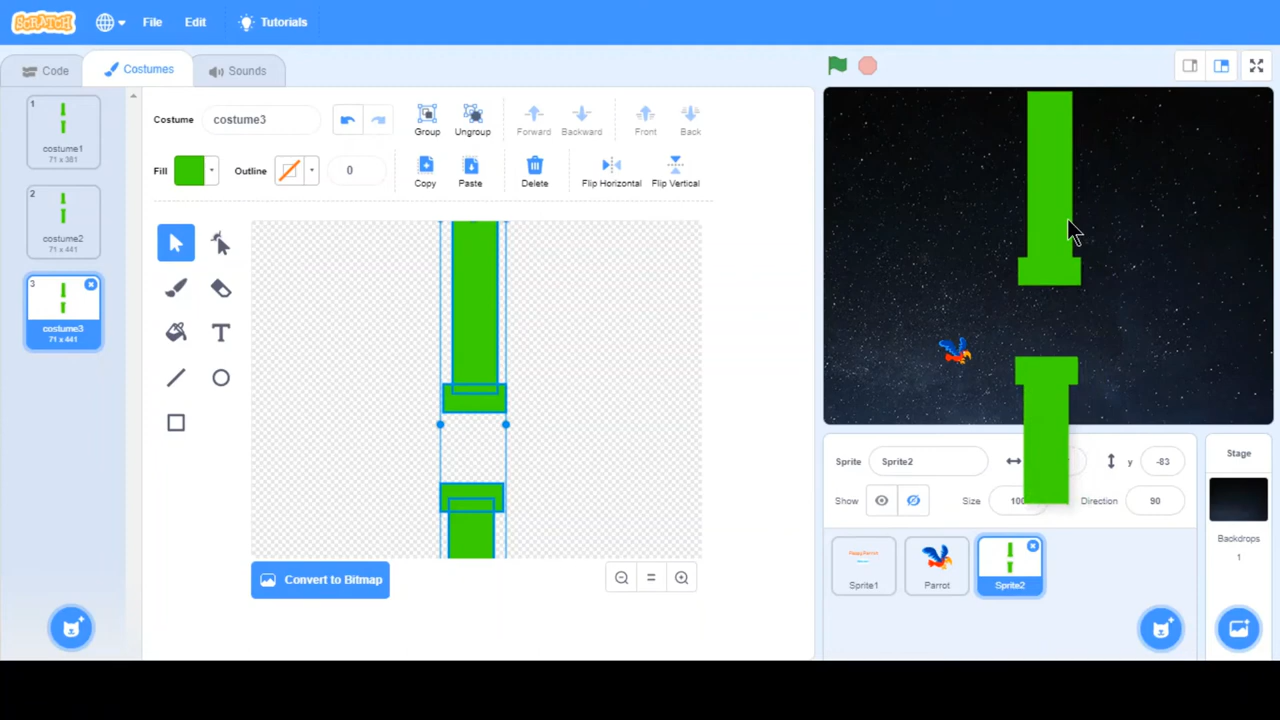 SCRATCH File Edit Tutorials
Code Costumes Sounds
1
costume1
71 x 381
2
costume2
71 x 441
3
costume3
71 x 441
Costume costume3
Group Ungroup Forward Backward Front Back
Fill Outline 0
Copy Paste Delete Flip Horizontal Flip Vertical
T
Convert to Bitmap
Sprite Sprite2 y -83
Show Size 100 Direction 90
Sprite1 Parrot Sprite2
Stage
Backdrops
1